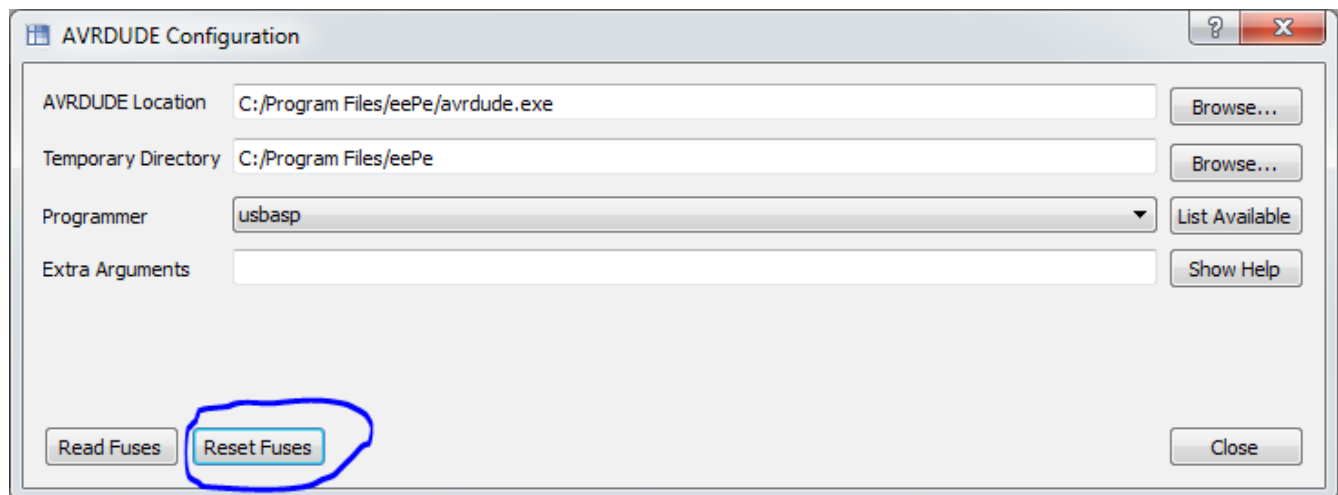 AVRDUDE Configuration
AVRDUDE Location C:/Program Files/eePe/avrdude.exe Browse...
Temporary Directory C:/Program Files/eePe Browse...
Programmer usbasp List Available
Extra Arguments Show Help
Read Fuses Reset Fuses Close